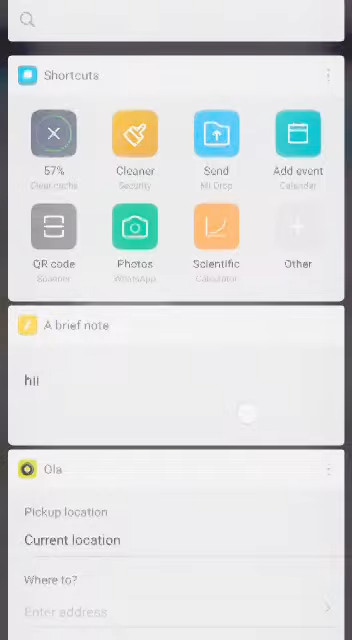 Shortcuts
57% Cleaner Send Add event
Clear cache Security Mi Drop Calendar
QR code Photos Scientific Other
Scanner WhatsApp Calculator
A brief note
hii
Ola
Pickup location
Current location
Where to?
Enter address